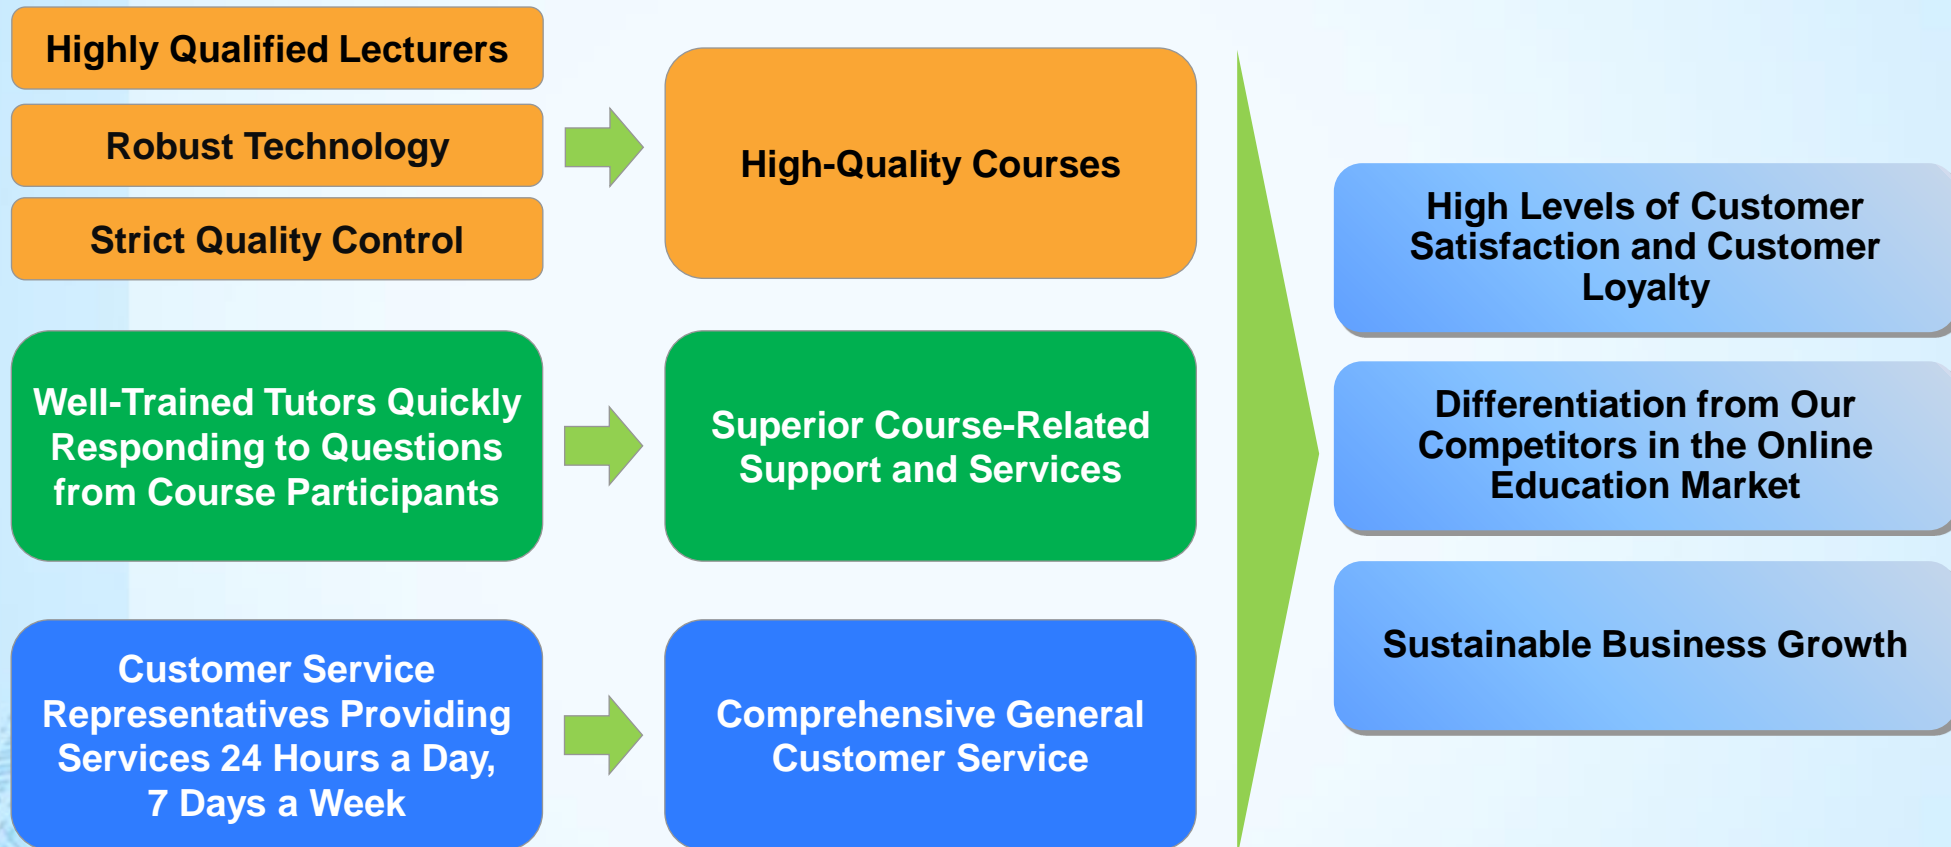 Highly Qualified Lecturers
Robust Technology
Strict Quality Control
High-Quality Courses
Well-Trained Tutors Quickly
Responding to Questions
from Course Participants
Superior Course-Related
Support and Services
Customer Service
Representatives Providing
Services 24 Hours a Day,
7 Days a Week
Comprehensive General
Customer Service
High Levels of Customer
Satisfaction and Customer
Loyalty
Differentiation from Our
Competitors in the Online
Education Market
Sustainable Business Growth